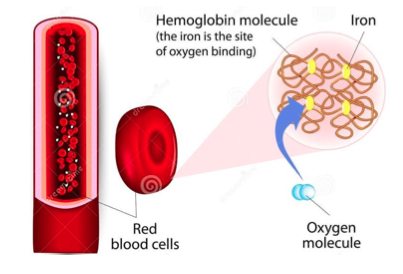 Hemoglobin molecule
(the iron is the site
of oxygen binding)
Iron
Red
blood cells
Oxygen
molecule